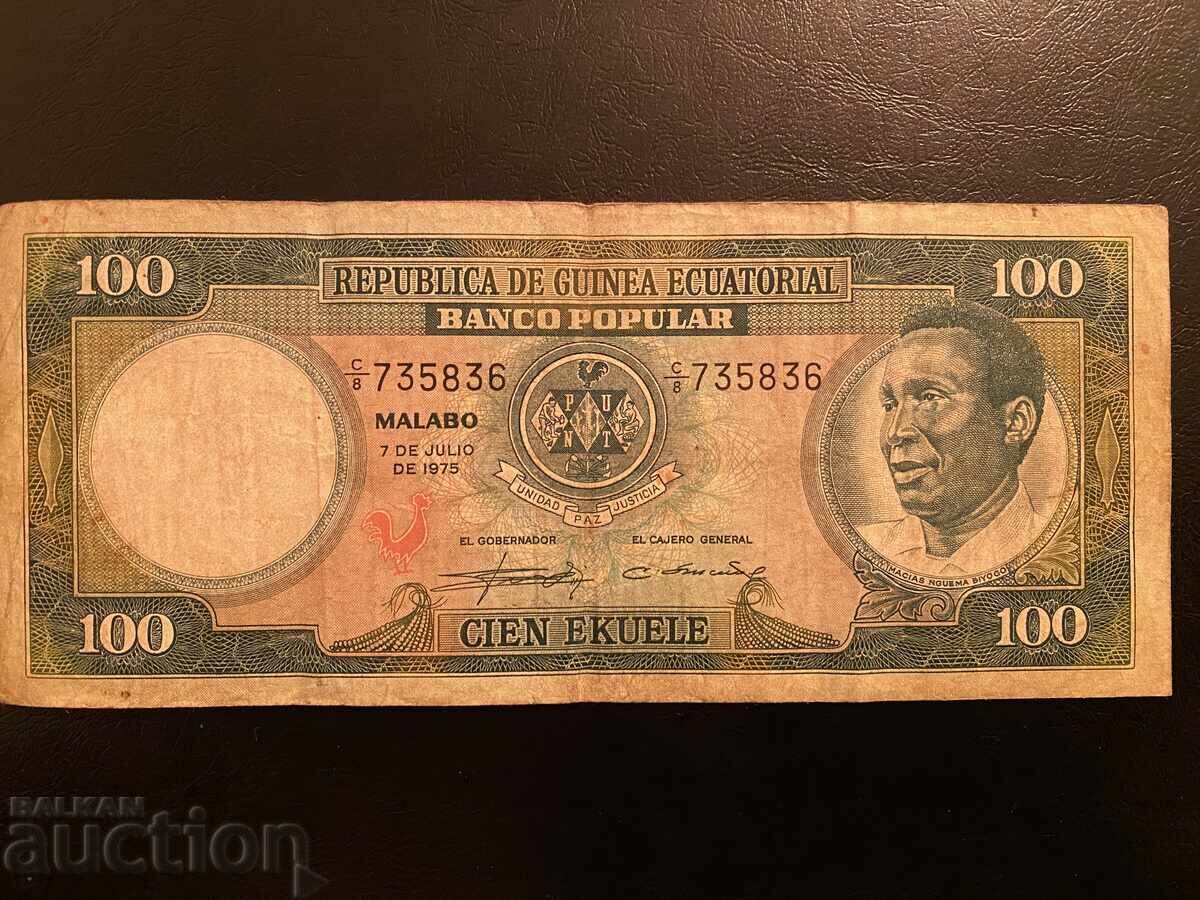 100
REPUBLICA DE GUINEA ECUATORIAL
100
BANCO POPULAR
C/8 735836
C/8 735836
MALABO
7 DE JULIO
DE 1975
P U
N T
UNIDAD PAZ JUSTICIA
EL GOBERNADOR
EL CAJERO GENERAL
MACIAS NGUEMA BIYOGO
100
CIEN EKUELE
100
BALKAN
auction